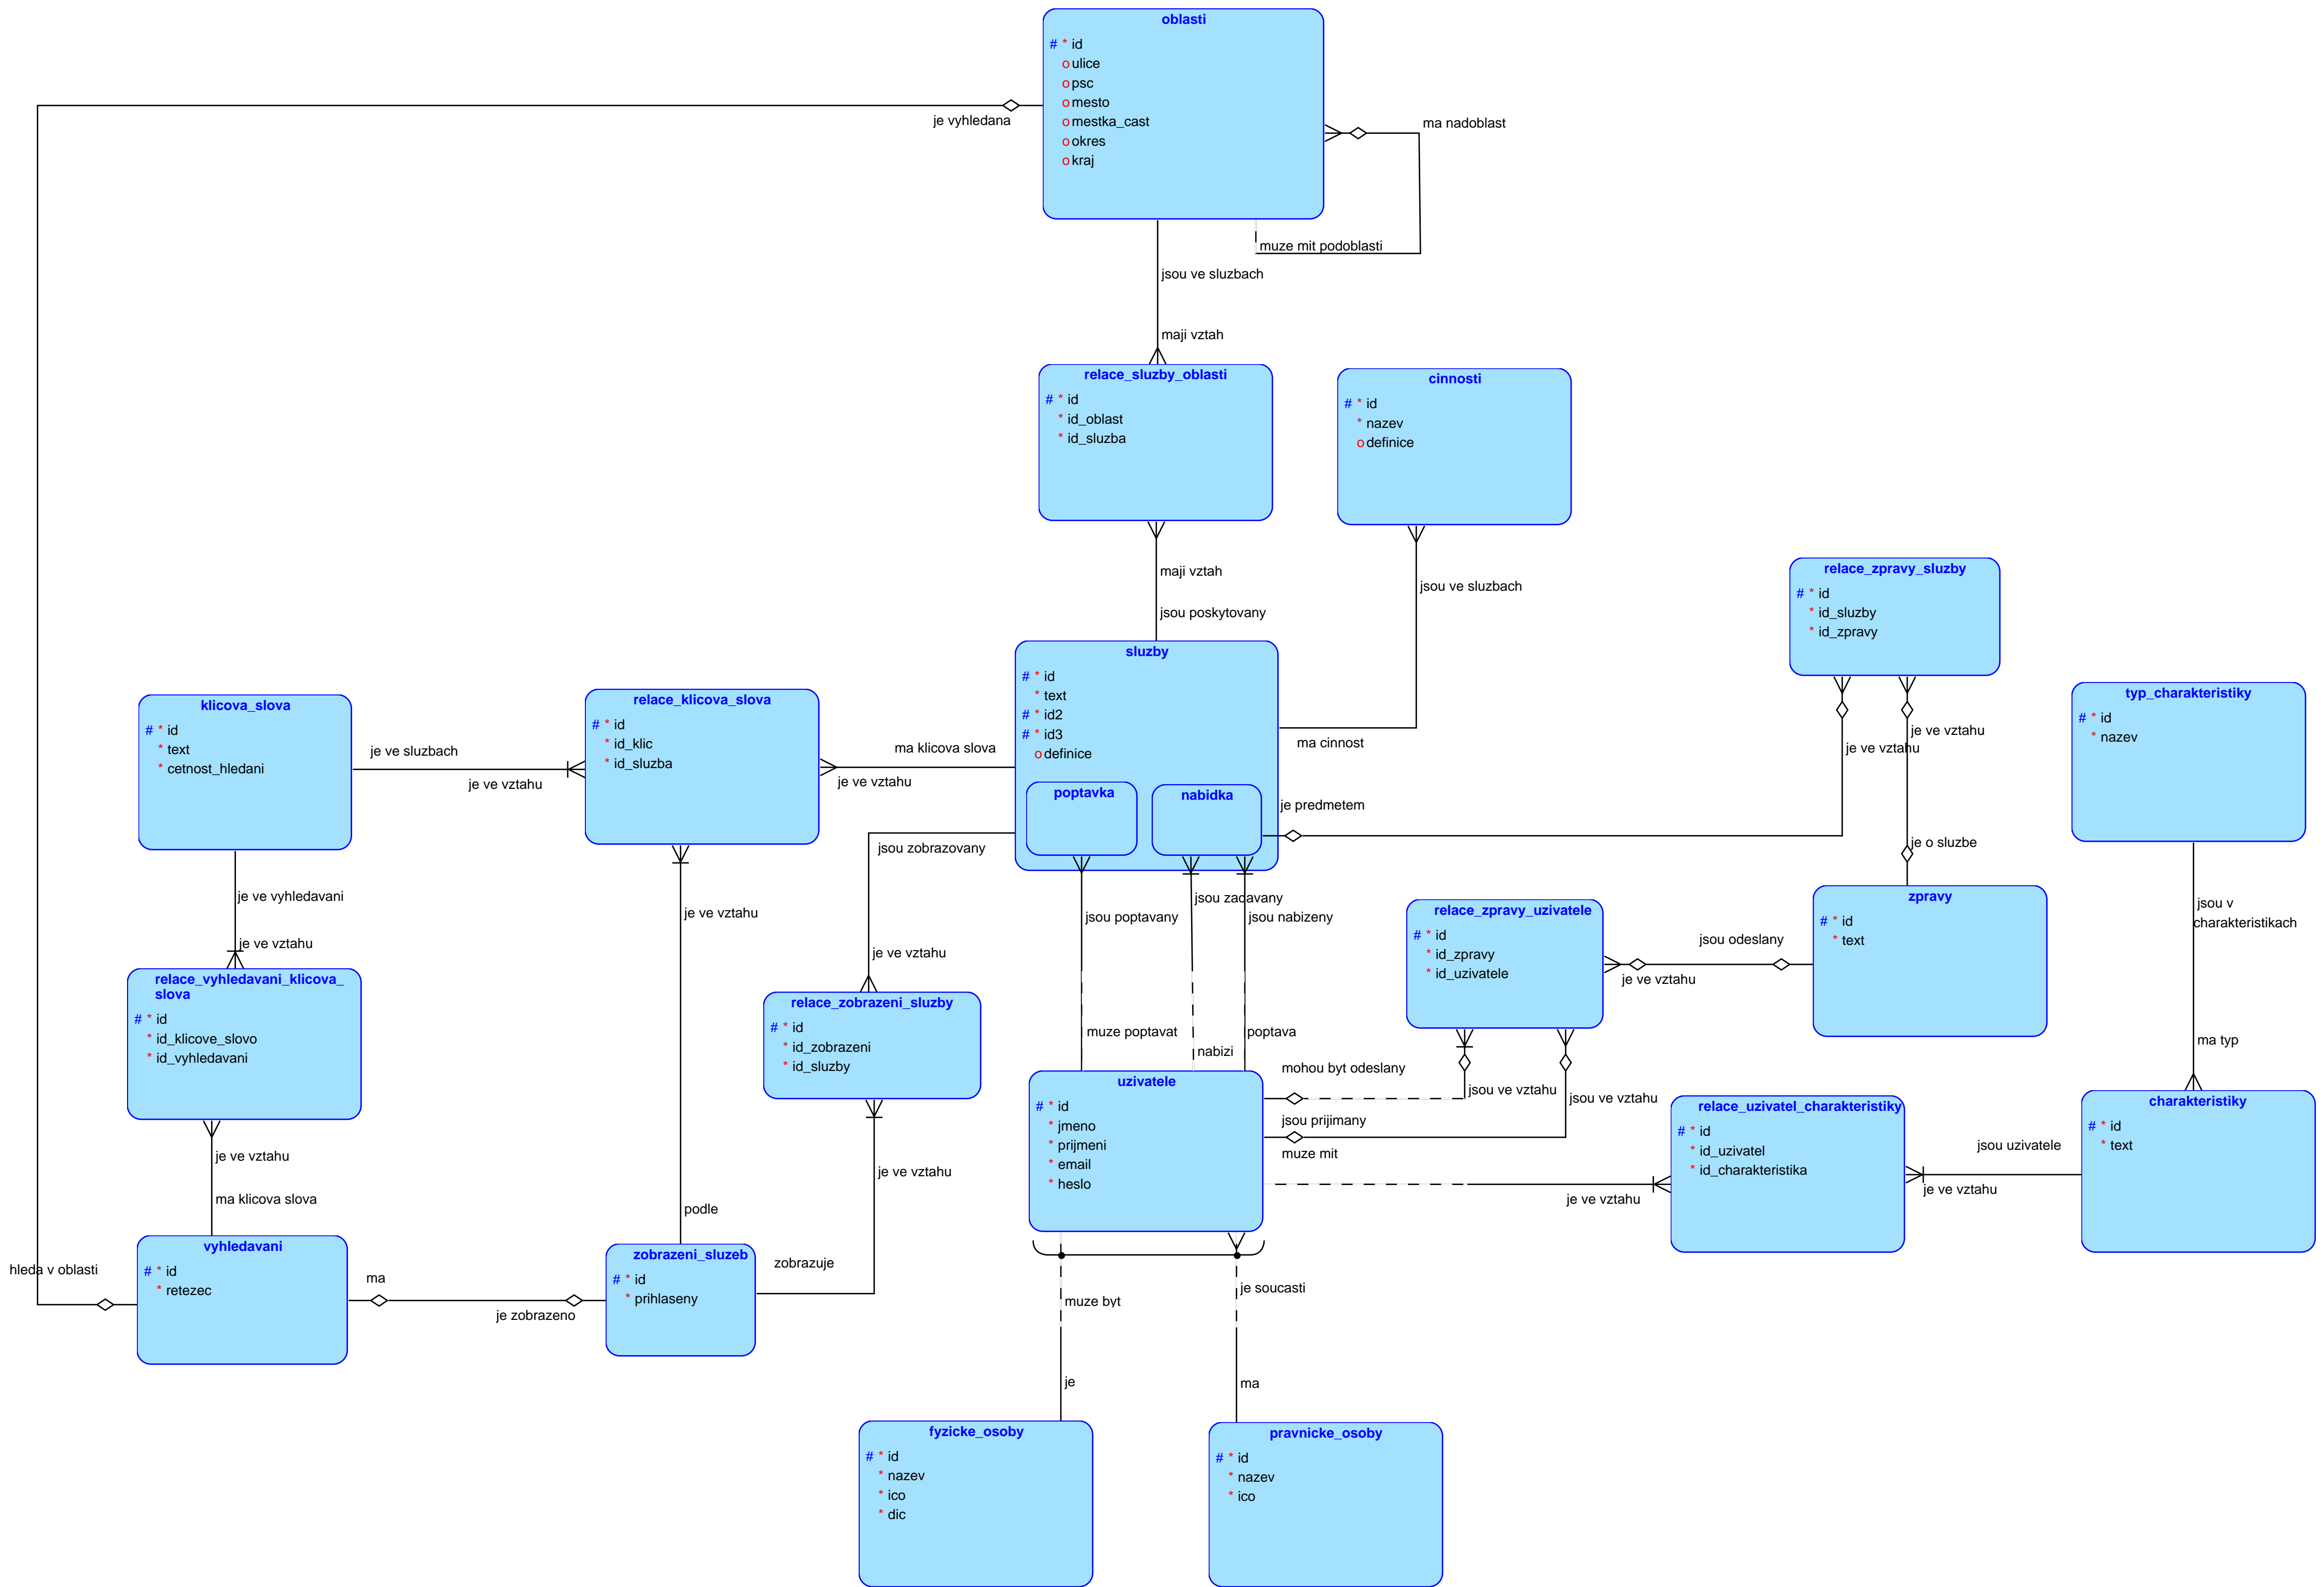 oblasti
# * id
o ulice
o psc
o mesto
o mestka_cast
o okres
o kraj
je vyhledana
ma nadoblast
muze mit podoblasti
jsou ve sluzbach
maji vztah
relace_sluzby_oblasti
# * id
* id_oblast
* id_sluzba
cinnosti
# * id
* nazev
o definice
maji vztah
jsou poskytovany
jsou ve sluzbach
relace_zpravy_sluzby
# * id
* id_sluzby
* id_zpravy
sluzby
# * id
* text
# * id2
# * id3
o definice
poptavka
nabidka
klicova_slova
# * id
* text
* cetnost_hledani
je ve sluzbach
je ve vztahu
relace_klicova_slova
# * id
* id_klic
* id_sluzba
ma klicova slova
je ve vztahu
ma cinnost
je predmetem
je ve vztahu
je ve vztahu
je o sluzbe
typ_charakteristiky
# * id
* nazev
jsou zobrazovany
je ve vyhledavani
je ve vztahu
je ve vztahu
je ve vztahu
jsou poptavany
jsou zadavany
jsou nabizeny
relace_zpravy_uzivatele
# * id
* id_zpravy
* id_uzivatele
jsou odeslany
je ve vztahu
zpravy
# * id
* text
jsou v
charakteristikach
ma typ
relace_vyhledavani_klicova_
slova
# * id
* id_klicove_slovo
* id_vyhledavani
relace_zobrazeni_sluzby
# * id
* id_zobrazeni
* id_sluzby
muze poptavat
nabizi
poptava
mohou byt odeslany
jsou ve vztahu
jsou ve vztahu
jsou prijimany
muze mit
uzivatele
# * id
* jmeno
* prijmeni
* email
* heslo
je ve vztahu
relace_uzivatel_charakteristiky
# * id
* id_uzivatel
* id_charakteristika
jsou uzivatele
je ve vztahu
charakteristiky
# * id
* text
je ve vztahu
ma klicova slova
je ve vztahu
podle
vyhledavani
# * id
* retezec
hleda v oblasti
ma
je zobrazeno
zobrazeni_sluzeb
# * id
* prihlaseny
zobrazuje
muze byt
je
je soucasti
ma
fyzicke_osoby
# * id
* nazev
* ico
* dic
pravnicke_osoby
# * id
* nazev
* ico